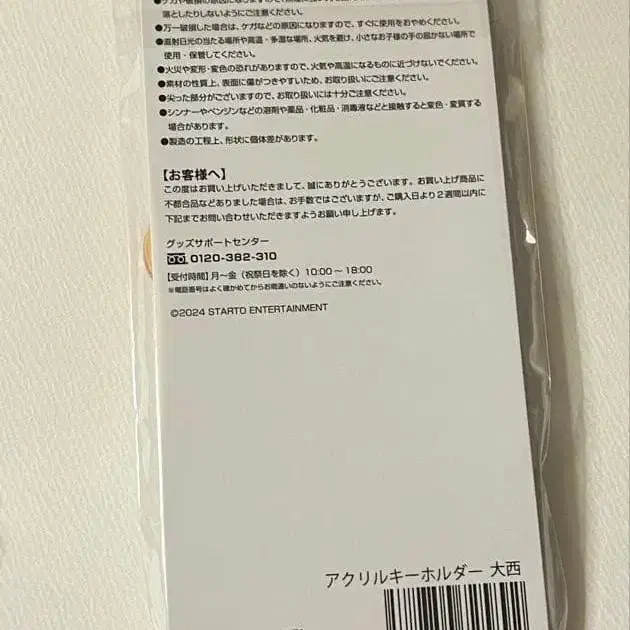 ●ケガや破損の原因になりますので、
落としたりしないようにご注意ください。
●万一破損した場合は、ケガなどの原因になりますので、すぐに使用をおやめください。
●直射日光の当たる場所や高温・多湿な場所、火気を避け、小さなお子様の手の届かない場所で
使用・保管してください。
●火災や変形・変色の恐れがありますので、火気や高温になるものに近づけないでください。
●素材の性質上、表面に傷がつきやすいため、お取り扱いにご注意ください。
●尖った部分がございますので、お取り扱いには十分ご注意ください。
●シンナーやベンジンなどの溶剤や薬品・化粧品・消毒液などと接触すると変色・変質する
場合があります。
●製造の工程上、形状に個体差があります。
【お客様へ】
この度はお買い上げいただきまして、誠にありがとうございます。お買い上げ商品に
不都合品などありました場合は、お手数ではございますが、ご購入日より2週間以内に
下記までお問い合わせいただきますようお願い申し上げます。
グッズサポートセンター
0120-382-310
【受付時間】月〜金（祝祭日を除く）10:00〜18:00
※電話番号はよく確かめてからお間違いのないようにご注意ください。
©2024 STARTO ENTERTAINMENT
アクリルキーホルダー 大西